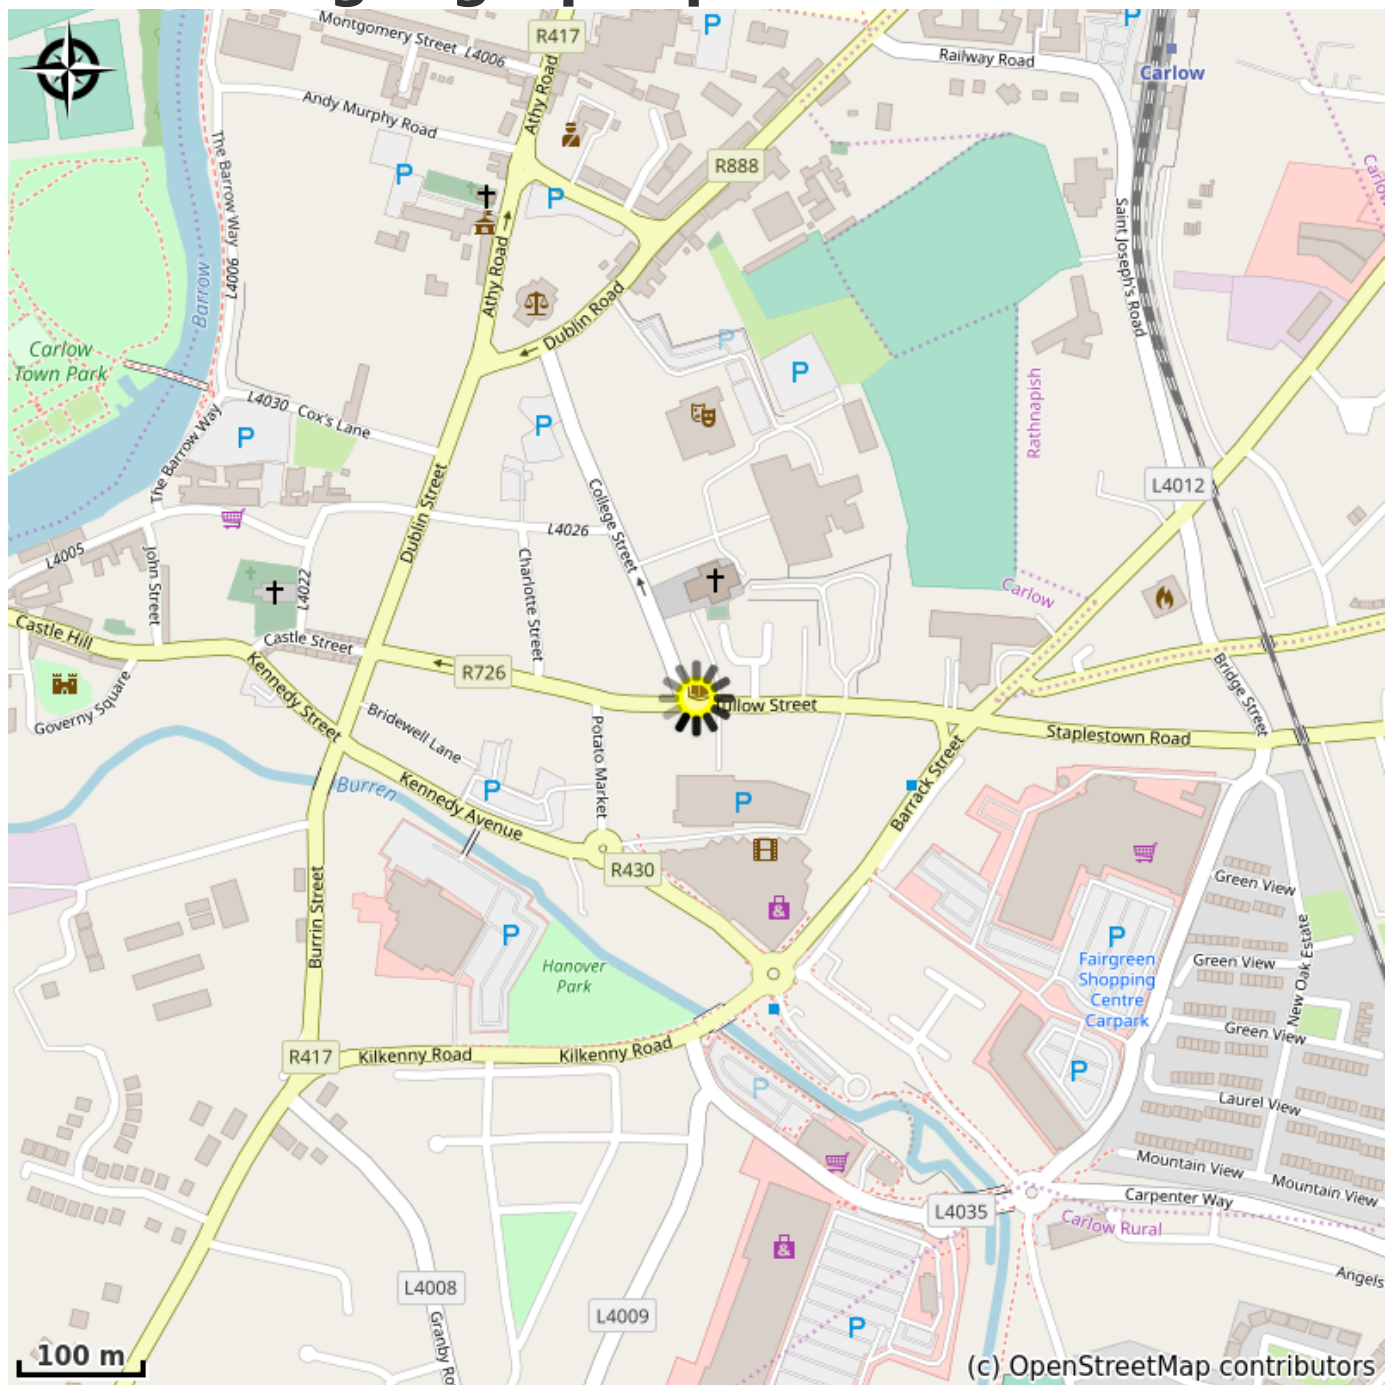 Montgomery Street
L4006
R417
P
P
Railway Road
Carlow
Andy Murphy Road
Athy Road
R888
P
P
The Barrow Way
L4006
Barrow
Athy Road
Dublin Road
Saint Joseph's Road
Carlow
Town Park
P
P
L4030
Cox's Lane
P
P
Rathnapish
The Barrow Way
Dublin Street
College Street
L4012
L4026
L4005
John Street
L4022
Charlotte Street
Carlow
Castle Hill
Castle Street
Kennedy Street
R726
Governy Square
Bridge Street
Bridewell Lane
Potato Market
Staplestown Road
Burren
P
Kennedy Avenue
P
Barrack Street
R430
Green View
Burrin Street
P
P
Fairgreen
Shopping
Centre
Carpark
Green View
New Oak Estate
Hanover
Park
Green View
R417
Kilkenny Road
Kilkenny Road
P
P
Laurel View
Mountain View
Mountain View
Carpenter Way
L4035
Carlow Rural
L4008
L4009
Angels
P
100 m
(c) OpenStreetMap contributors